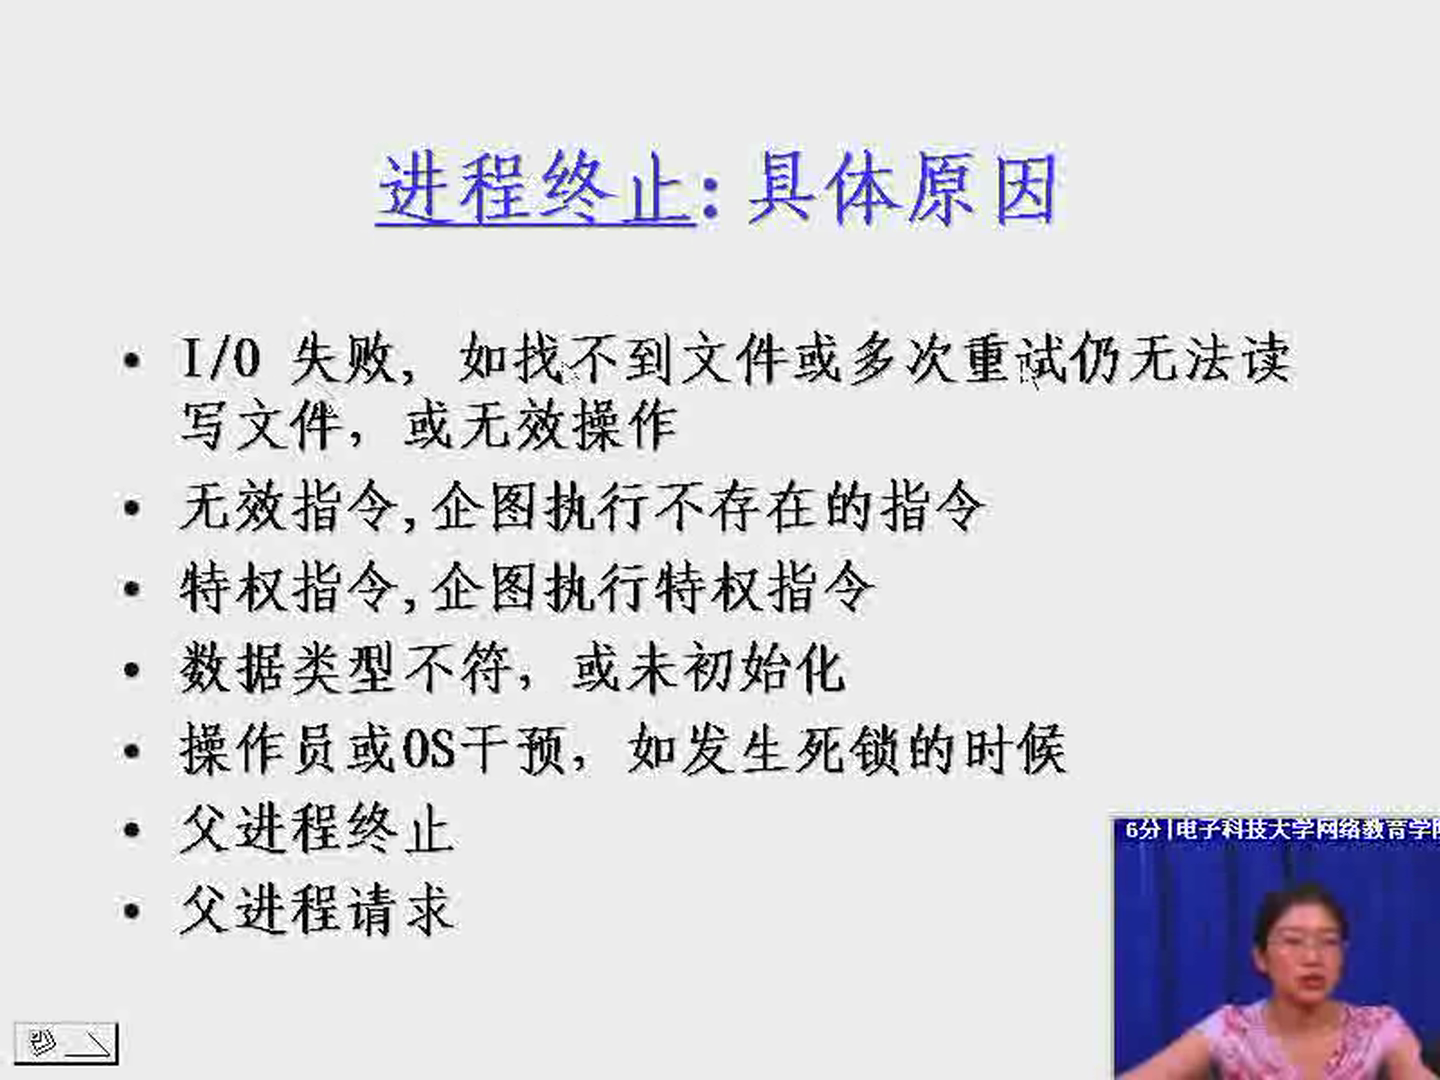 进程终止:具体原因
• I/O 失败，如找不到文件或多次重试仍无法读
写文件，或无效操作
• 无效指令,企图执行不存在的指令
• 特权指令,企图执行特权指令
• 数据类型不符，或未初始化
• 操作员或OS干预，如发生死锁的时候
• 父进程终止
• 父进程请求
6分|电子科技大学网络教育学院